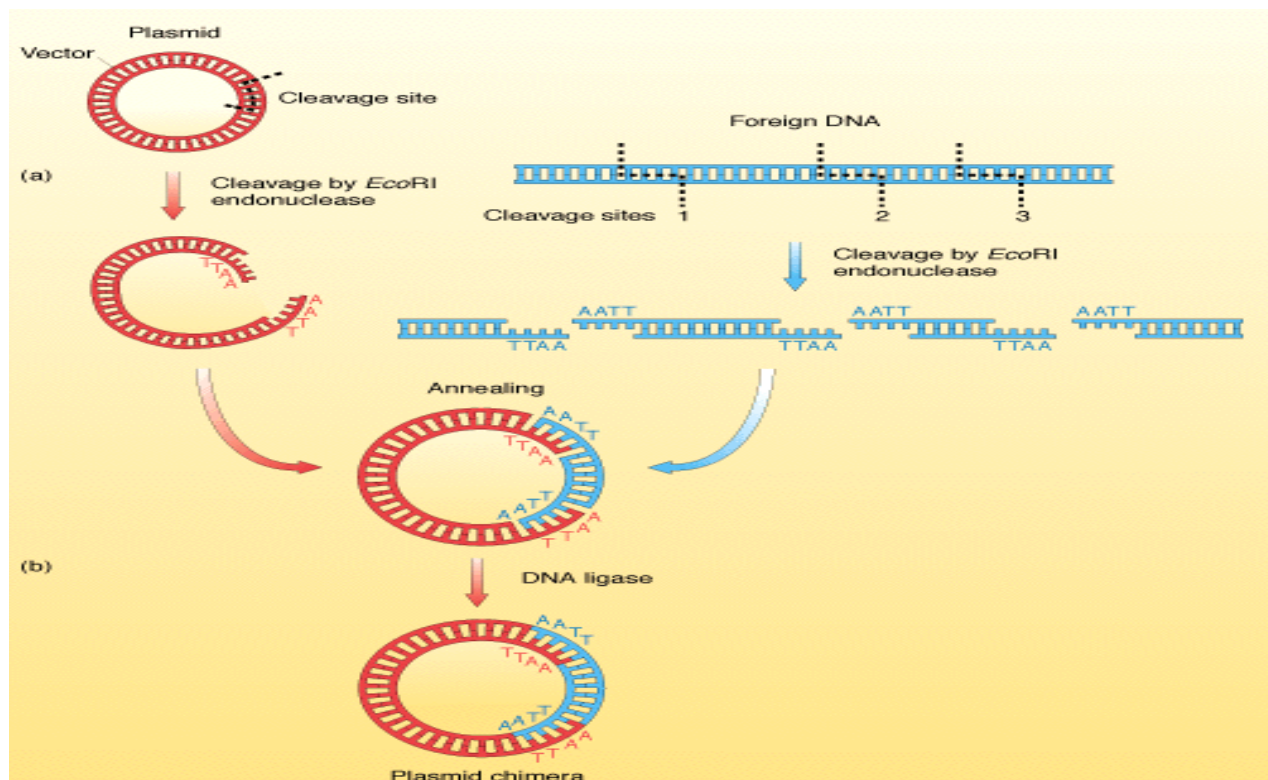 Plasmid
Vector
Cleavage site
Foreign DNA
(a)
Cleavage by EcoRI
endonuclease
Cleavage sites 1 2 3
Cleavage by EcoRI
endonuclease
TTAA
TTAA
AATT AATT AATT
TTAA TTAA TTAA
Annealing
AATT
TTAA
AATT
TTAA
(b)
DNA ligase
AATT
TTAA
AATT
TTAA
Plasmid chimera